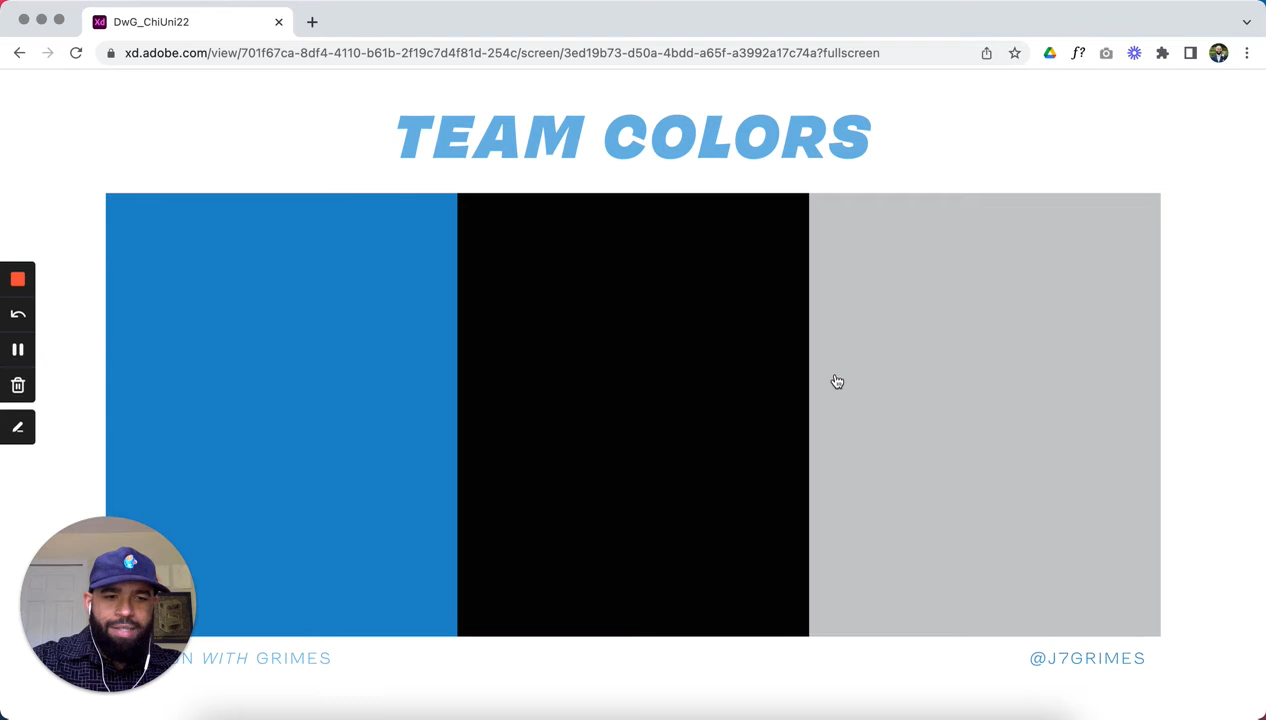 DwG_ChiUni22
xd.adobe.com/view/701f67ca-8df4-4110-b61b-2f19c7d4f81d-254c/screen/3ed19b73-d50a-4bdd-a65f-a3992a17c74a?fullscreen
f?
TEAM COLORS
N WITH GRIMES
@J7GRIMES